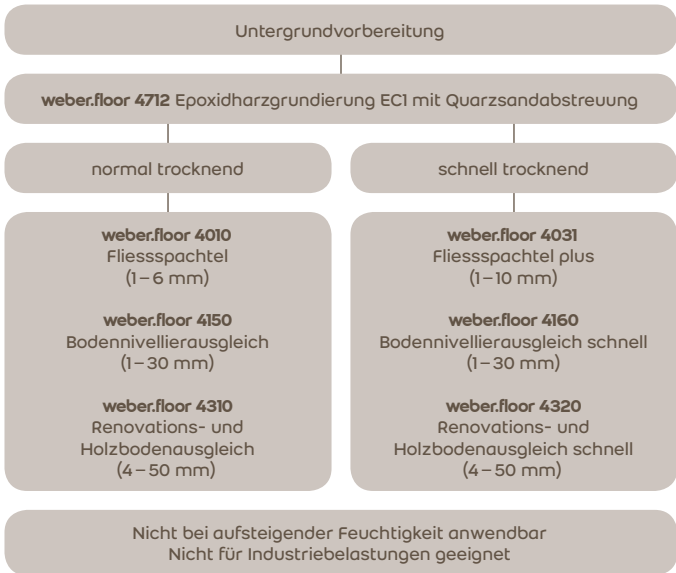 Untergrundvorbereitung
weber.floor 4712 Epoxidharzgrundierung EC1 mit Quarzsandabstreuung
normal trocknend
weber.floor 4010
Fliessspachtel
(1–6 mm)
weber.floor 4150
Bodennivellierausgleich
(1–30 mm)
weber.floor 4310
Renovations- und
Holzbodenausgleich
(4–50 mm)
schnell trocknend
weber.floor 4031
Fliessspachtel plus
(1–10 mm)
weber.floor 4160
Bodennivellierausgleich schnell
(1–30 mm)
weber.floor 4320
Renovations- und
Holzbodenausgleich schnell
(4–50 mm)
Nicht bei aufsteigender Feuchtigkeit anwendbar
Nicht für Industriebelastungen geeignet